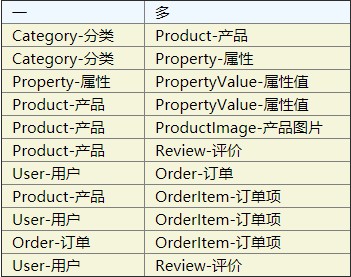 一 多
Category-分类 Product-产品
Category-分类 Property-属性
Property-属性 PropertyValue-属性值
Product-产品 PropertyValue-属性值
Product-产品 ProductImage-产品图片
Product-产品 Review-评价
User-用户 Order-订单
Product-产品 OrderItem-订单项
User-用户 OrderItem-订单项
Order-订单 OrderItem-订单项
User-用户 Review-评价